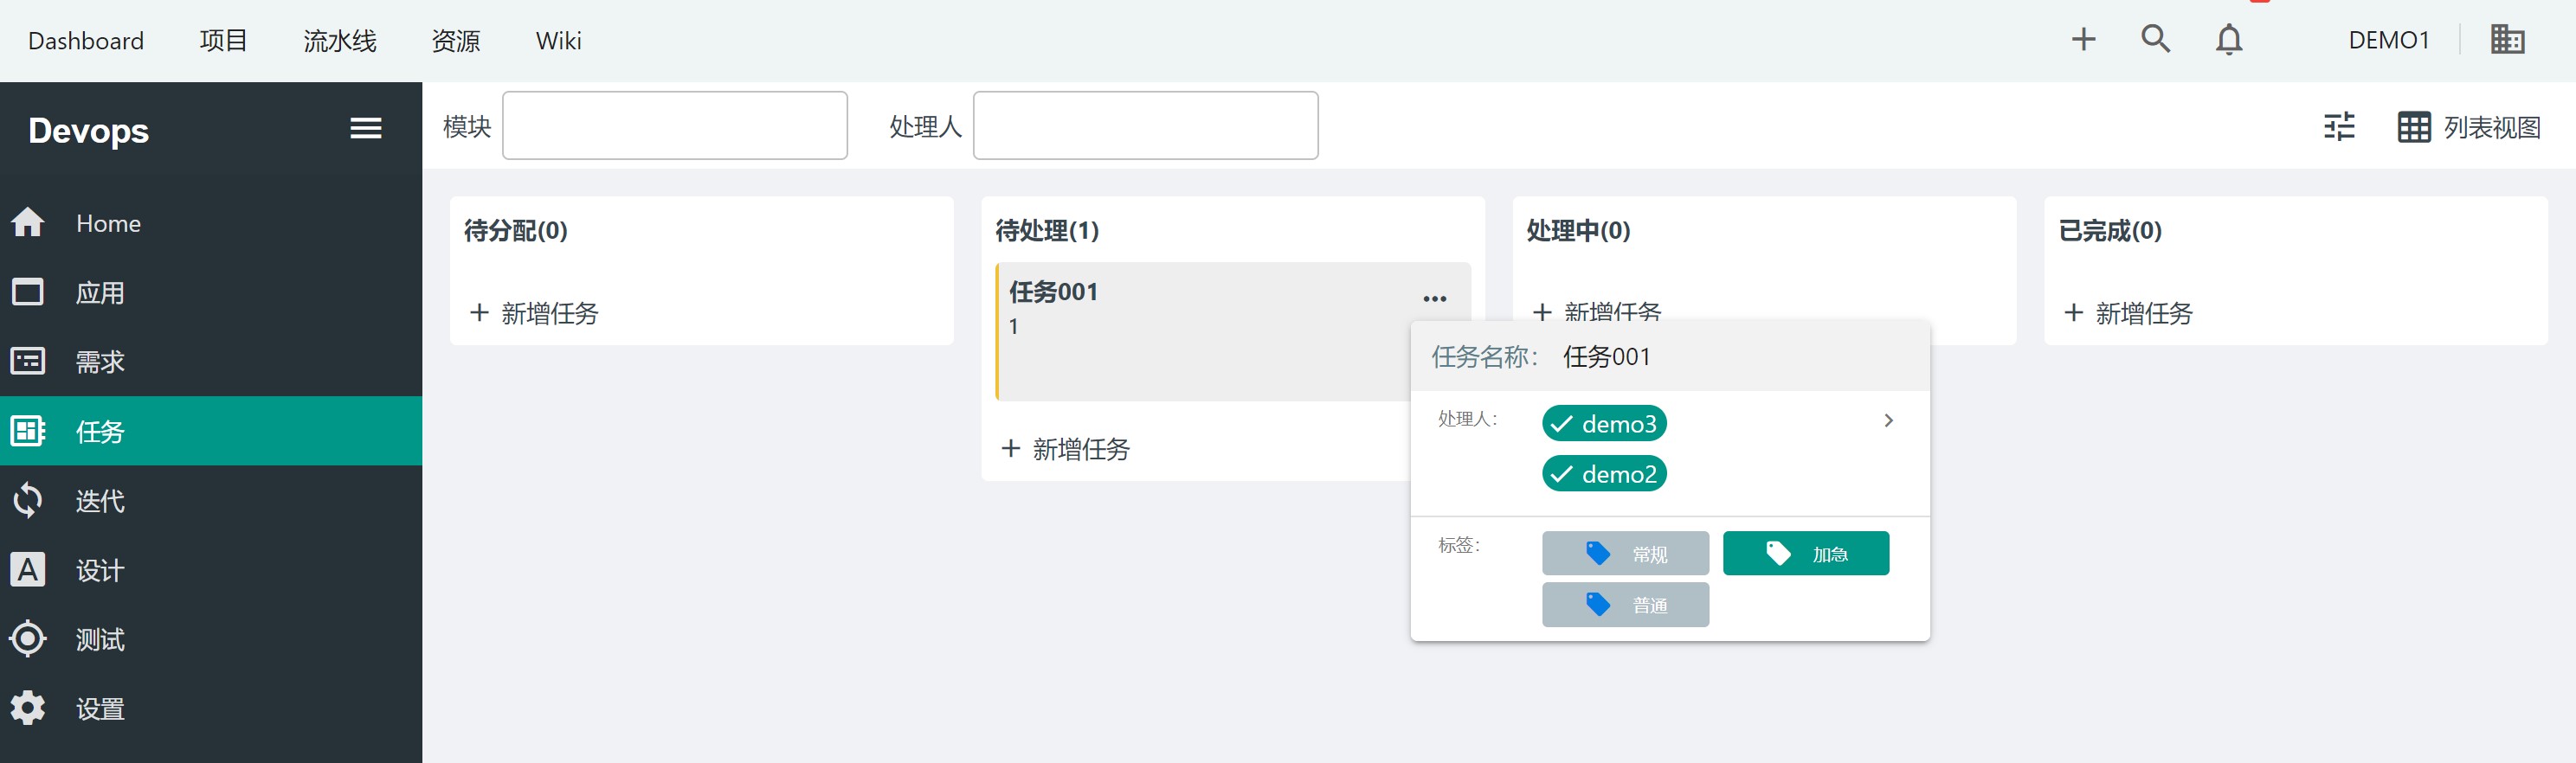 Dashboard 项目 流水线 资源 Wiki DEMO1
Devops
模块 处理人 列表视图
Home
应用
需求
任务
迭代
设计
测试
设置
待分配(0)
新增任务
待处理(1)
任务001
1
新增任务
处理中(0)
新增任务
已完成(0)
新增任务
任务名称： 任务001
处理人： demo3
demo2
标签： 常规 加急
普通